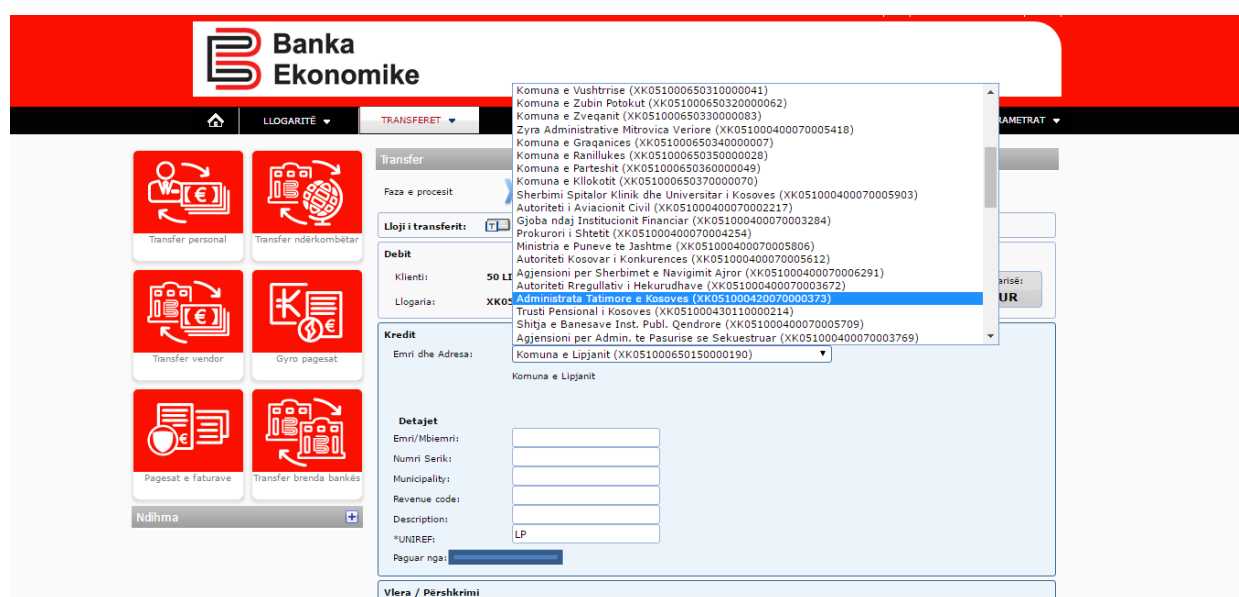 Banka
Ekonomike
LLOGARITË
TRANSFERET
Komuna e Vushtrrise (XK051000650310000041)
Komuna e Zubin Potokut (XK051000650320000062)
Komuna e Zveqanit (XK051000650330000083)
Zyra Administrative Mitrovica Veriore (XK051000400070005418)
Komuna e Graqanices (XK051000650340000007)
Komuna e Ranillukes (XK051000650350000028)
Komuna e Parteshit (XK051000650360000049)
Komuna e Kllokotit (XK051000650370000070)
Sherbimi Spitalor Klinik dhe Universitar i Kosoves (XK051000400070005903)
Autoriteti i Aviacionit Civil (XK051000400070002217)
Gjoba ndaj Institucionit Financiar (XK051000400070003284)
Prokurori i Shtetit (XK051000400070004254)
Ministria e Puneve te Jashtme (XK051000400070005806)
Autoriteti Kosovar i Konkurences (XK051000400070005612)
Agjensioni per Sherbimet e Navigimit Ajror (XK051000400070006291)
Autoriteti Rregullativ i Hekurudhave (XK051000400070003672)
Administrata Tatimore e Kosoves (XK051000420070000373)
Trusti Pensional i Kosoves (XK051000430110000214)
Shitja e Banesave Inst. Publ. Qendrore (XK051000400070005709)
Agjensioni per Admin. te Pasurise se Sekuestruar (XK051000400070003769)
RAMETRAT
Transfer personal
Transfer ndërkombëtar
Transfer vendor
Gyro pagesat
Pagesat e faturave
Transfer brenda bankës
Ndihma
Transfer
Faza e procesit
Lloji i transferit:
Debit
Klienti: 50 LI
Llogaria: XK05
arisë:
UR
Kredit
Emri dhe Adresa: Komuna e Lipjanit (XK051000650150000190)
Komuna e Lipjanit
Detajet
Emri/Mbiemri:
Numri Serik:
Municipality:
Revenue code:
Description:
*UNIREF: LP
Paguar nga:
Vlera / Përshkrimi